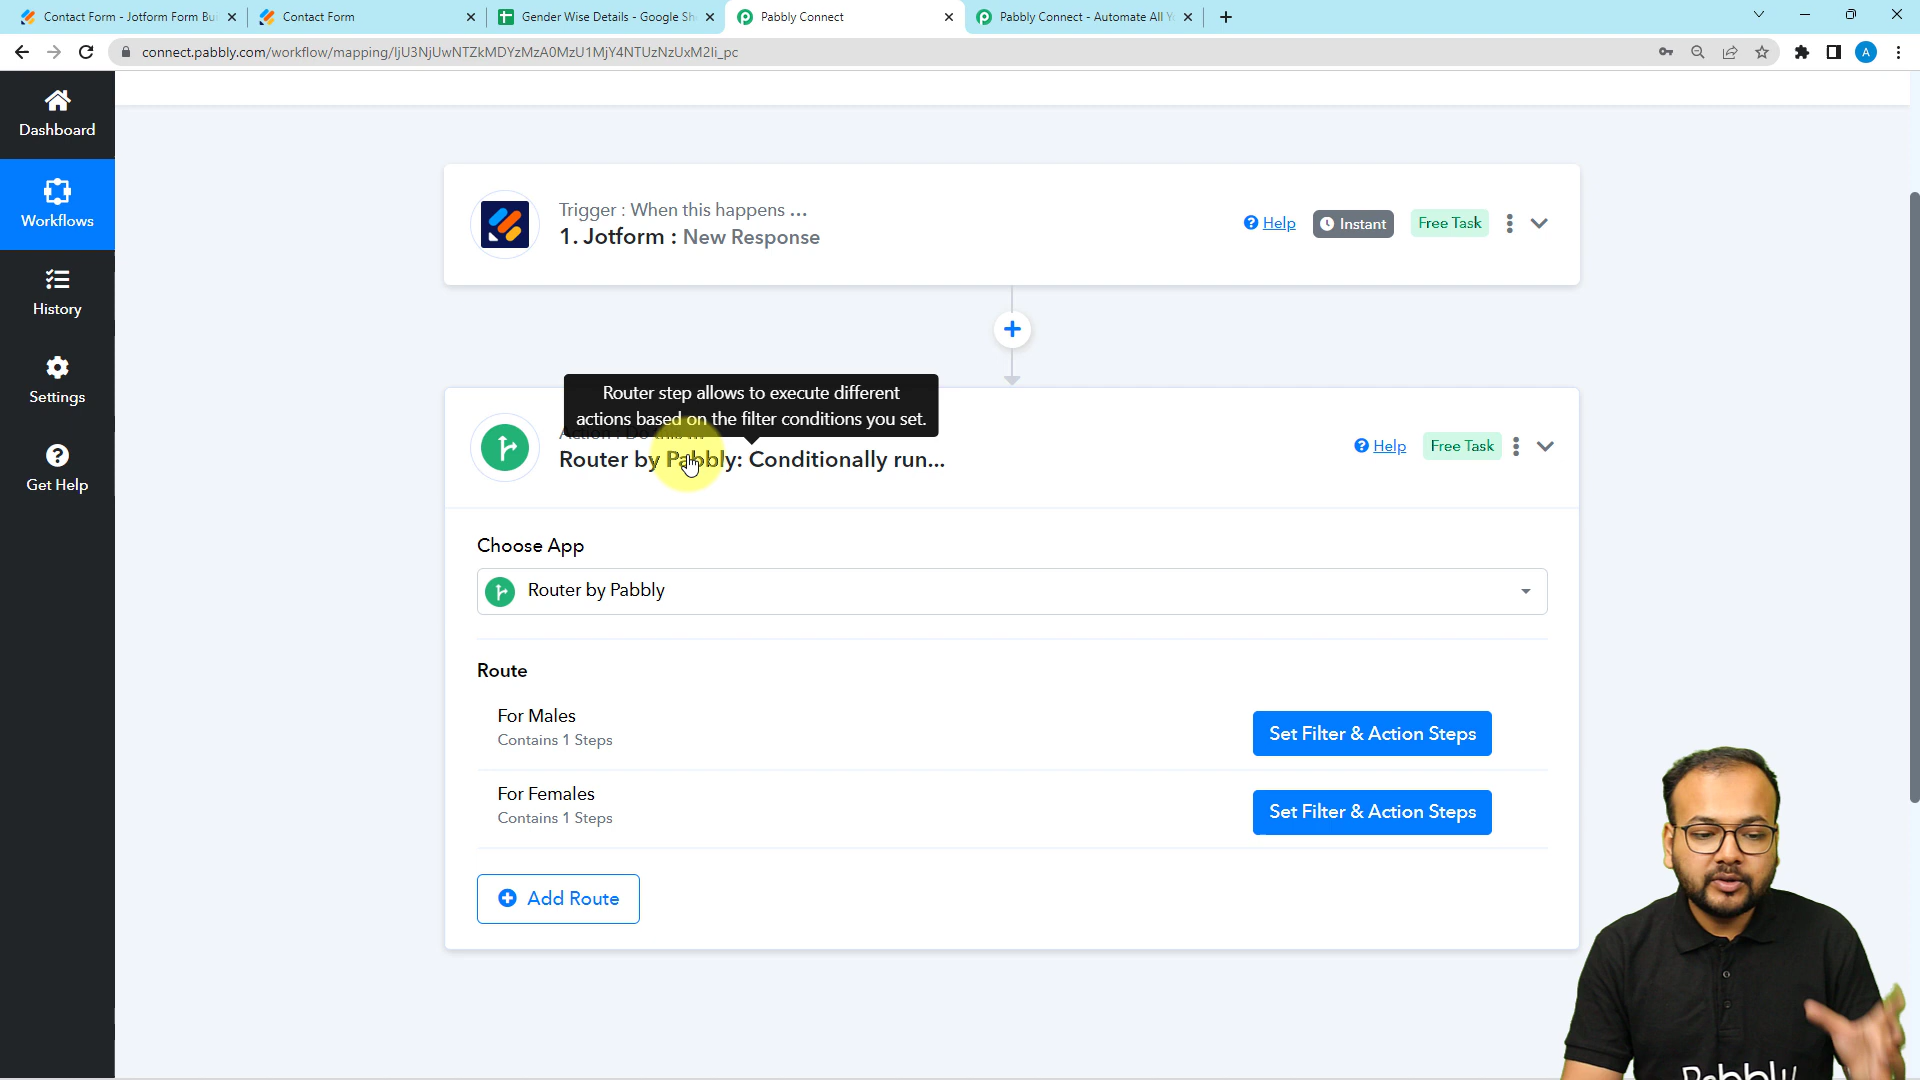 Contact Form - Jotform Form Bu
Contact Form
Gender Wise Details - Google Sh
Pabbly Connect
Pabbly Connect - Automate All Y
connect.pabbly.com/workflow/mapping/IjU3NjUwNTZkMDYzMzA0MzU1MjY4NTUzNzUxM2Ii_pc
A
Dashboard
Workflows
History
Settings
Get Help
Trigger : When this happens ...
1. Jotform : New Response
Help
Instant
Free Task
Router step allows to execute different
actions based on the filter conditions you set.
Action : Do this ...
Router by Pabbly: Conditionally run...
Help
Free Task
Choose App
Router by Pabbly
Route
For Males
Contains 1 Steps
Set Filter & Action Steps
For Females
Contains 1 Steps
Set Filter & Action Steps
Add Route
Pabbly